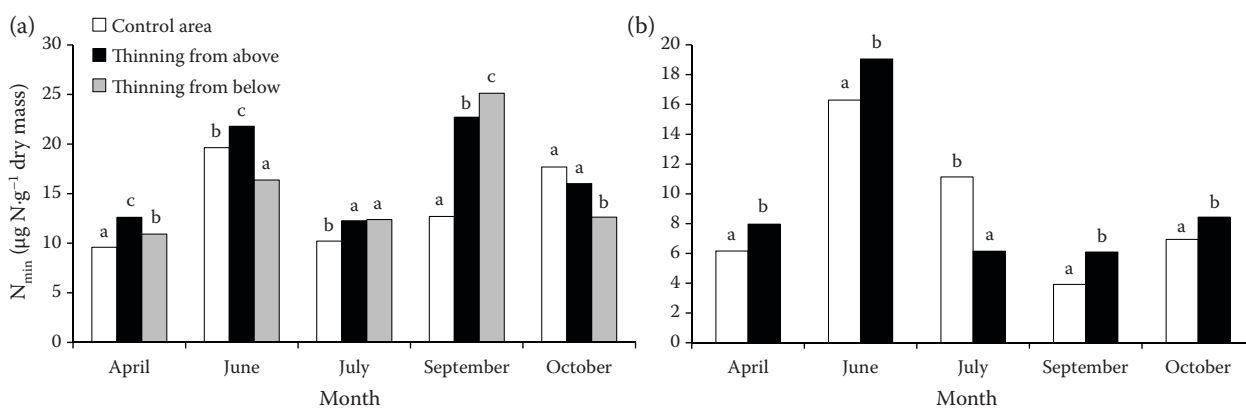 (a)
Control area
Thinning from above
Thinning from below
N_min (µg N·g⁻¹ dry mass)
30
25
20
15
10
5
0
a
c
b
b
c
a
b
a
a
a
b
c
a
a
b
April
June
July
September
October
Month
(b)
20
18
16
14
12
10
8
6
4
2
0
a
b
a
b
b
a
a
b
a
b
April
June
July
September
October
Month